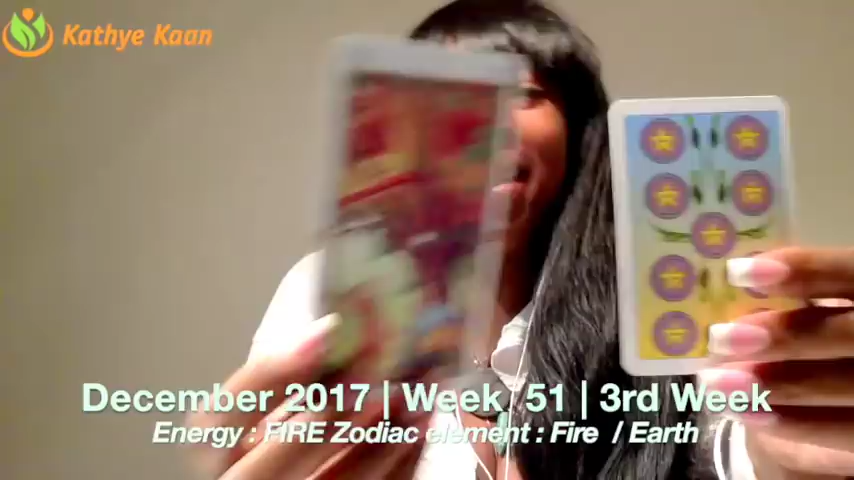 Kathye Kaan
December 2017 | Week 51 | 3rd Week
Energy : FIRE Zodiac element : Fire / Earth